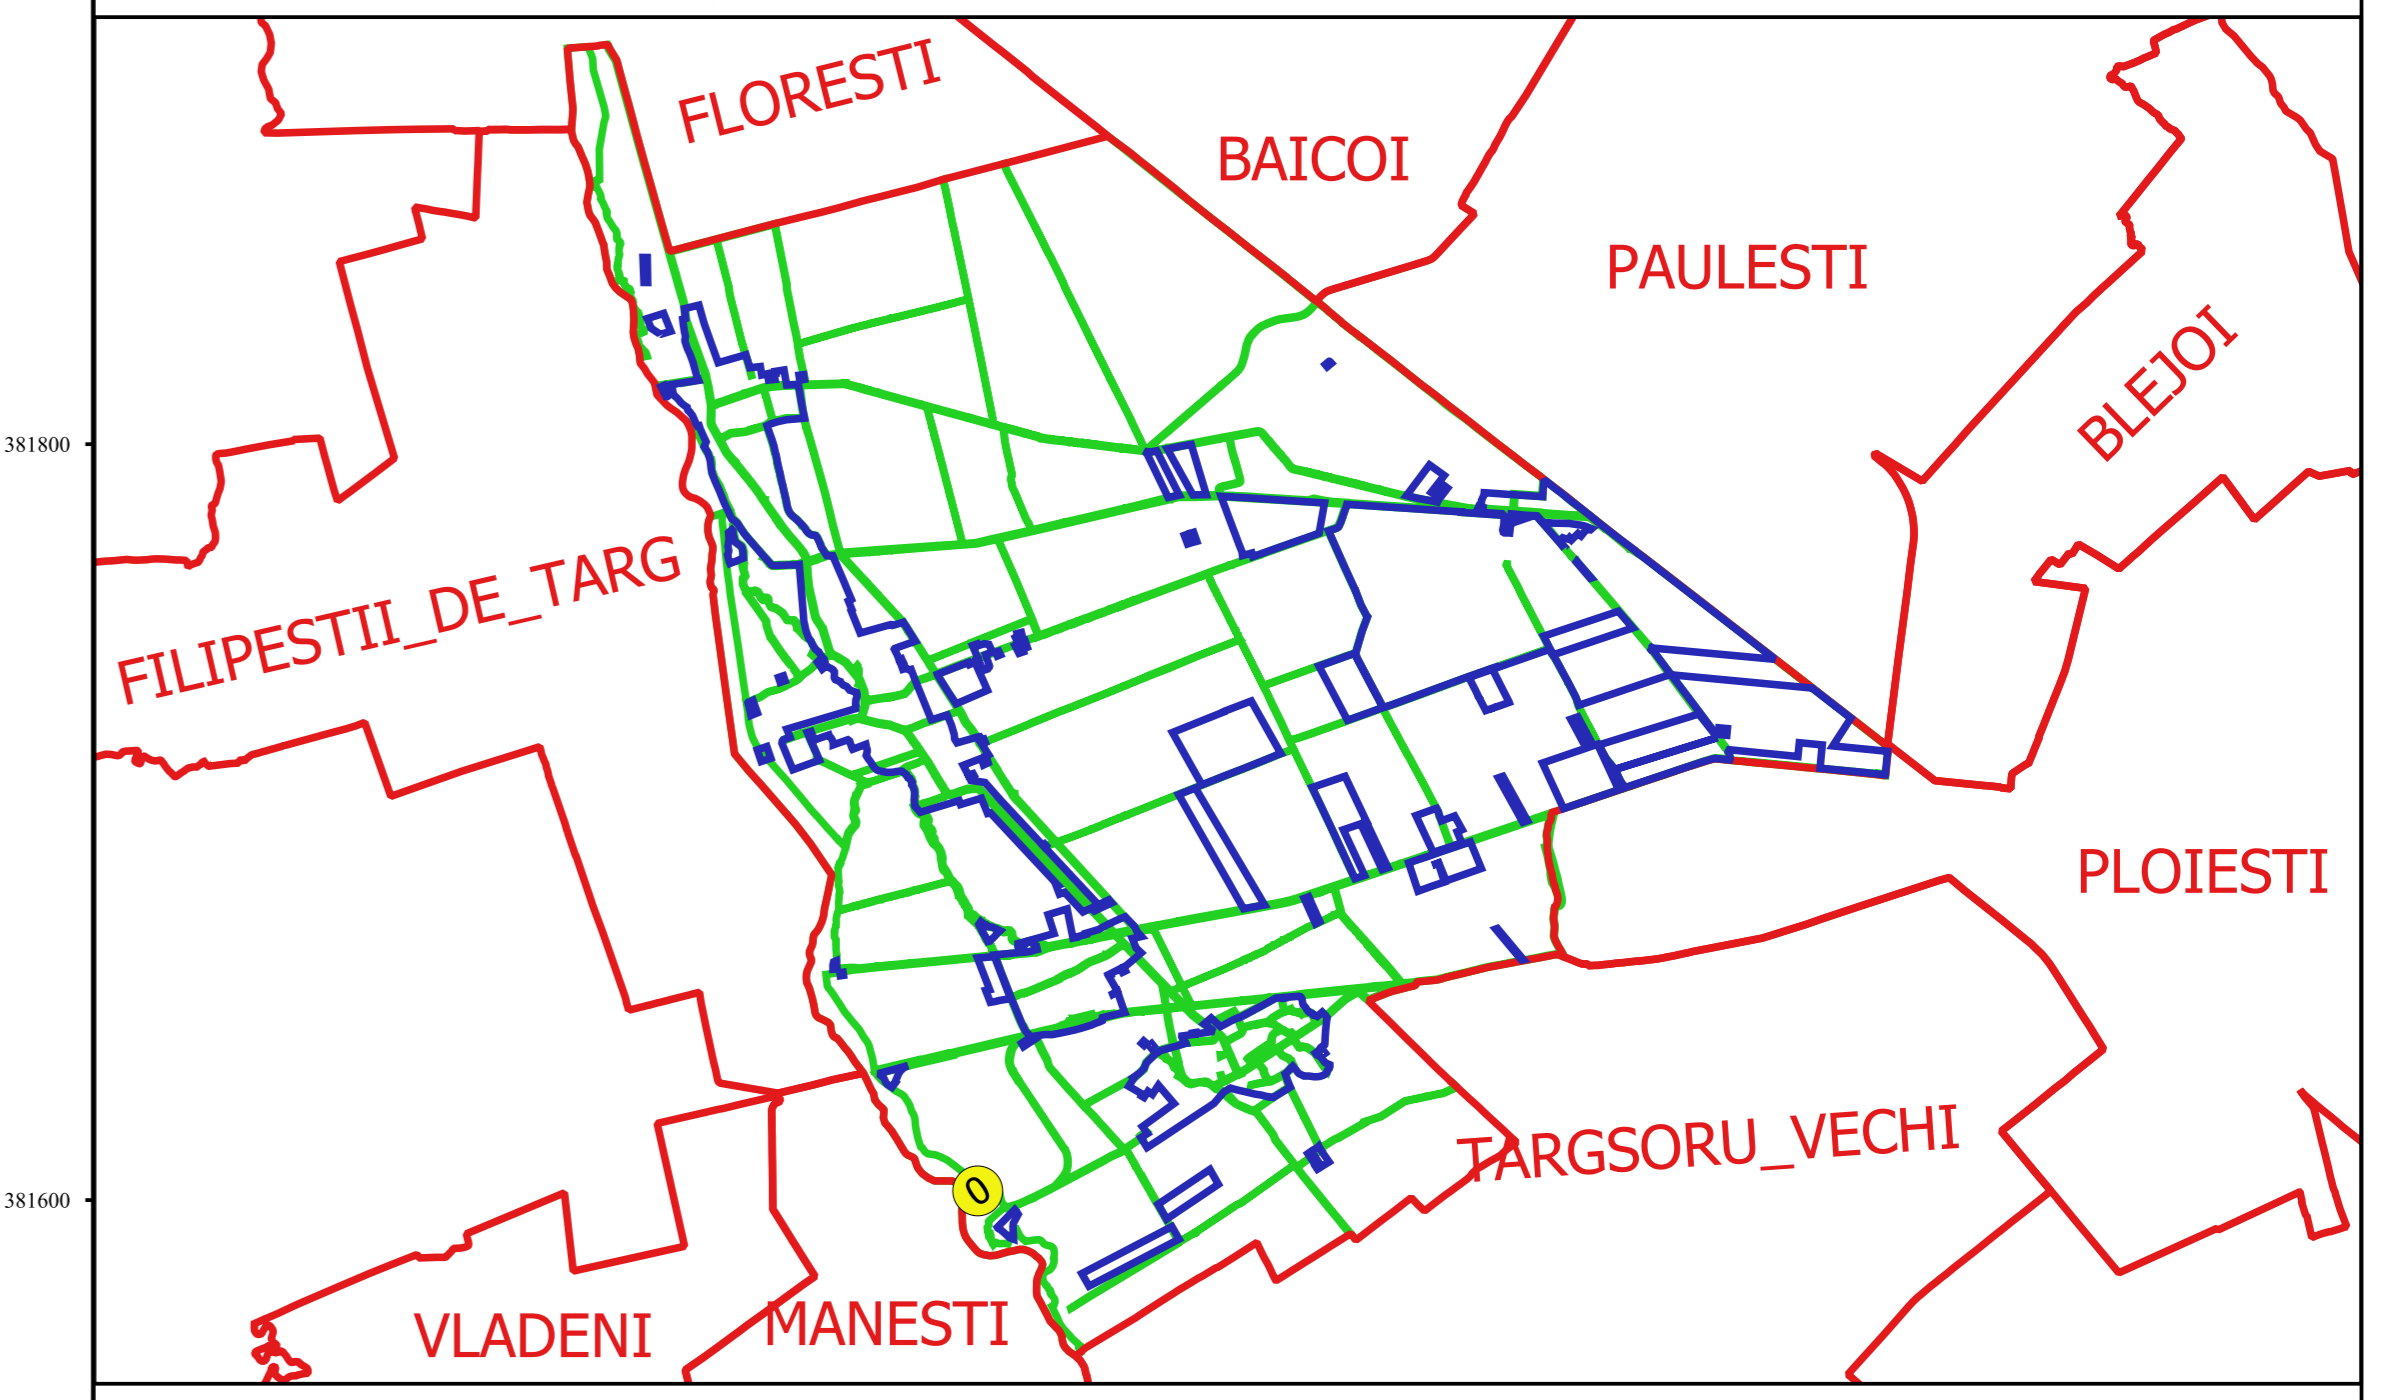 FLORESTI
BAICOI
PAULESTI
BLEJOI
381800
FILIPESTII_DE_TARG
PLOIESTI
TARGSORU_VECHI
0
381600
VLADENI
MANESTI